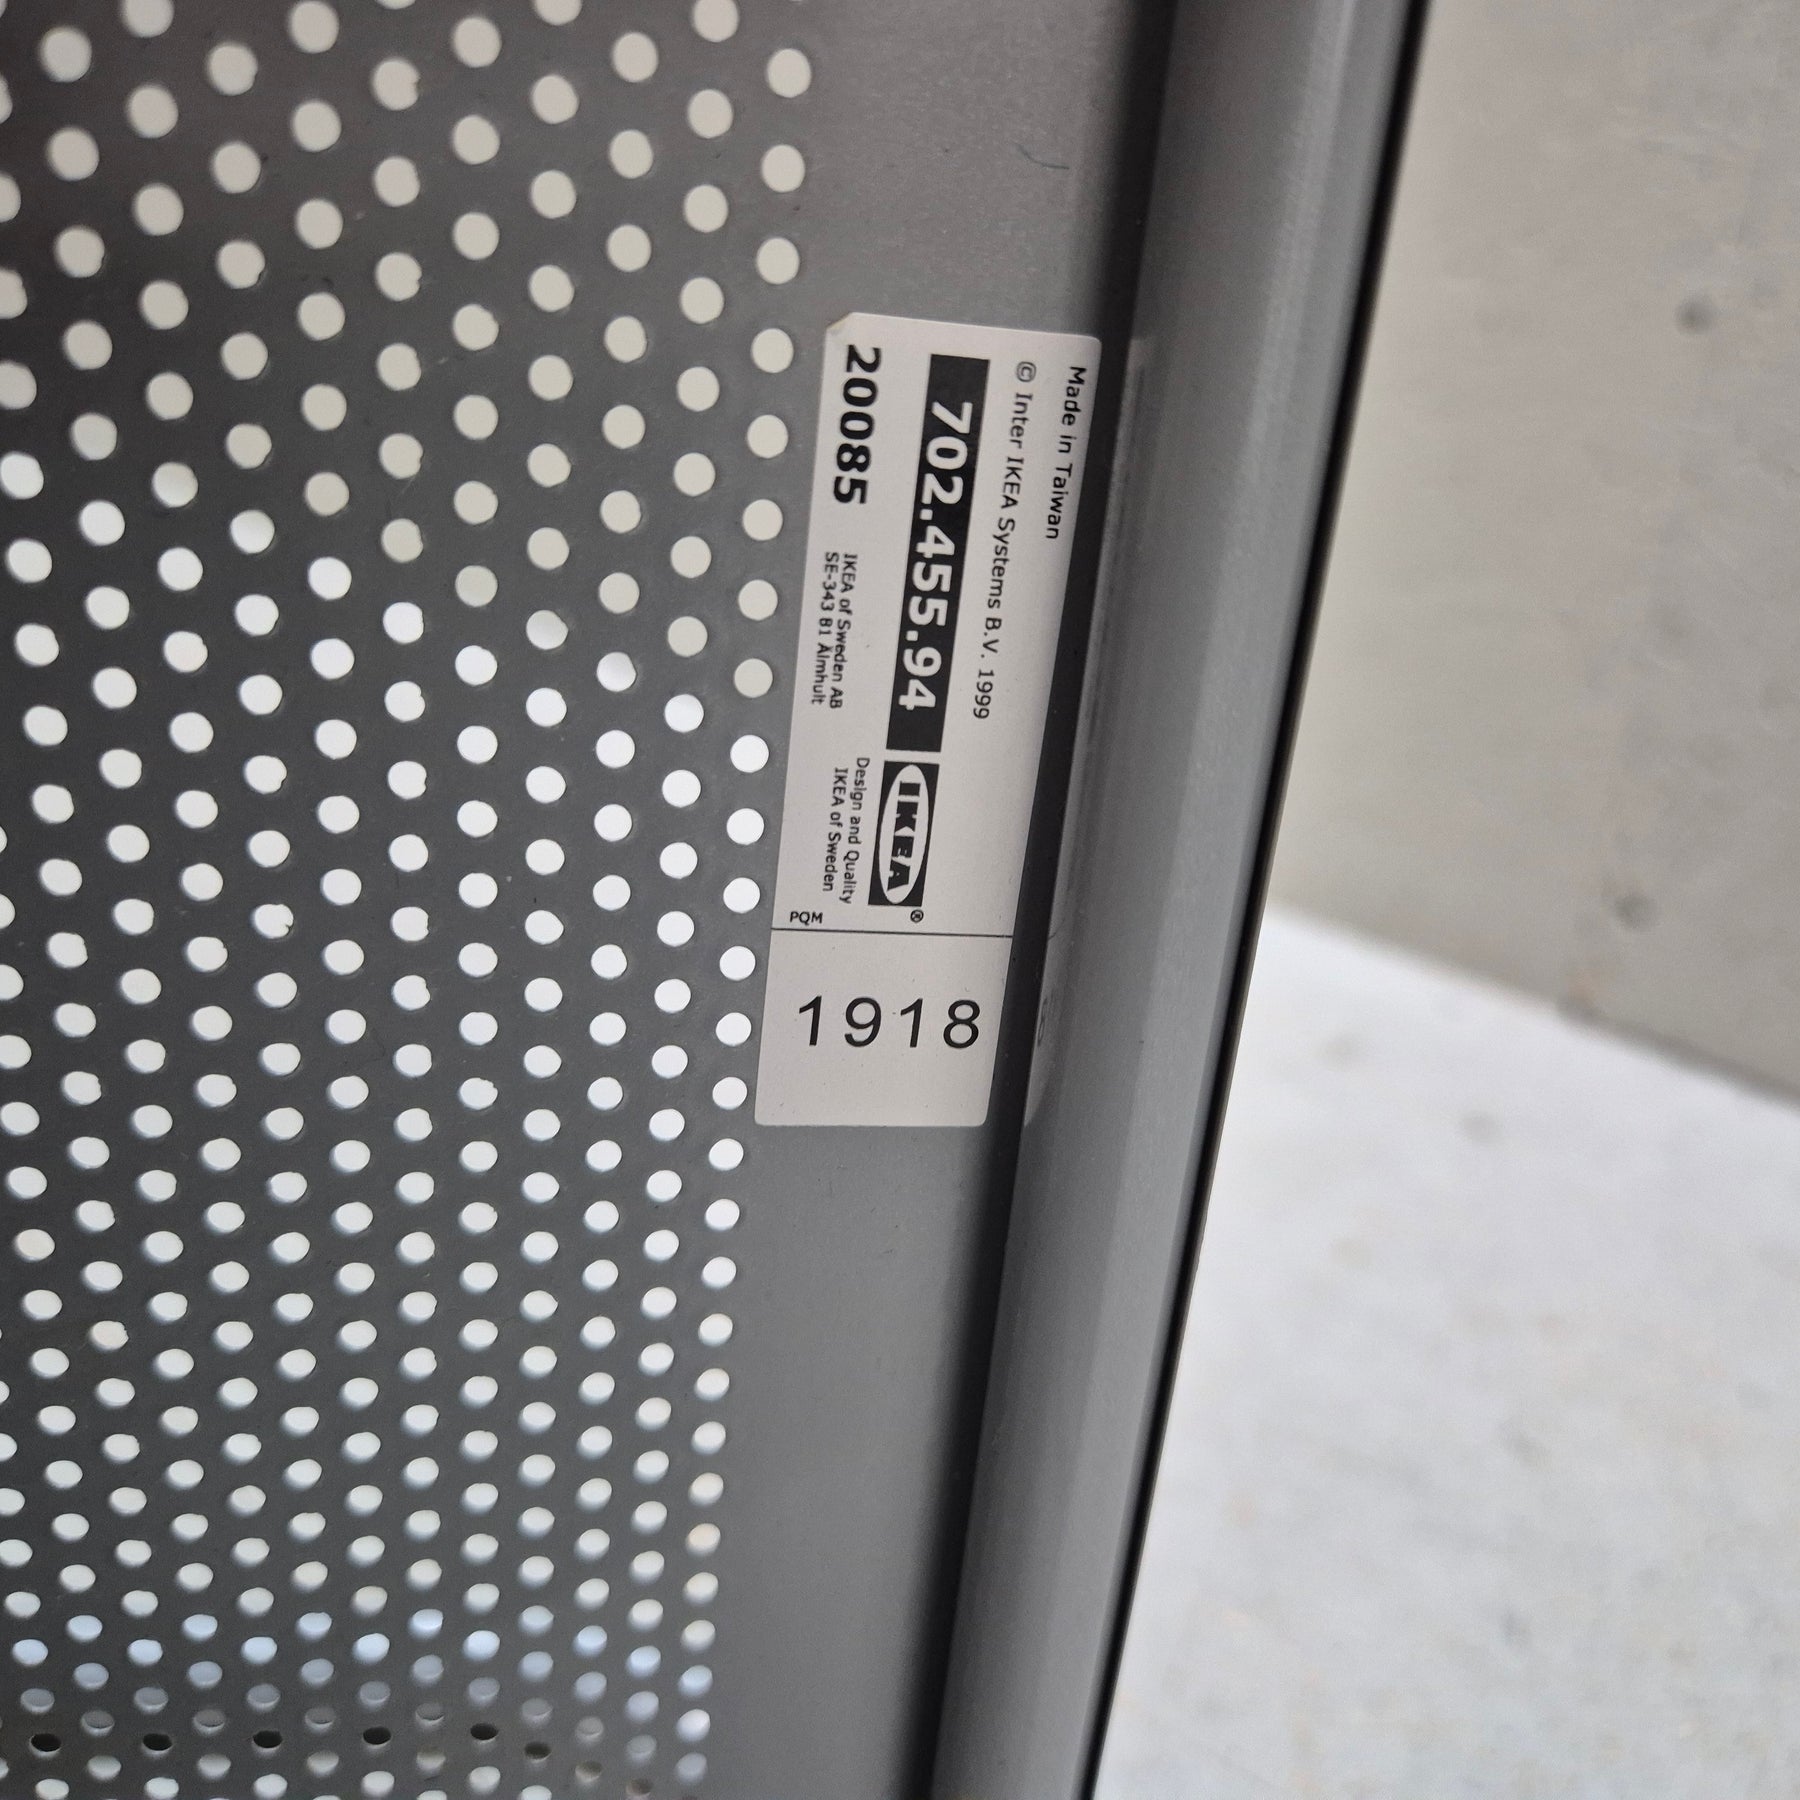 Made in Taiwan
© Inter IKEA Systems B.V. 1999
702.455.94
IKEA®
20085
IKEA of Sweden AB
SE-343 81 Älmhult
Design and Quality
IKEA of Sweden
PQM
1918